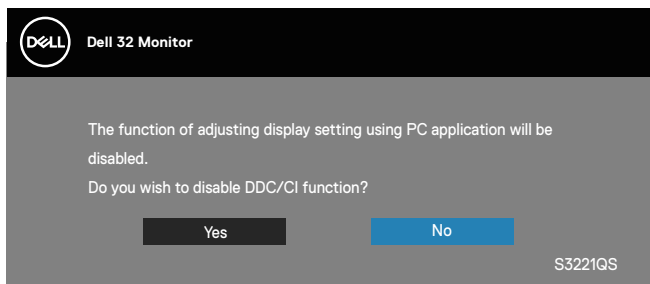 DELL
Dell 32 Monitor
The function of adjusting display setting using PC application will be
disabled.
Do you wish to disable DDC/CI function?
Yes No
S3221QS